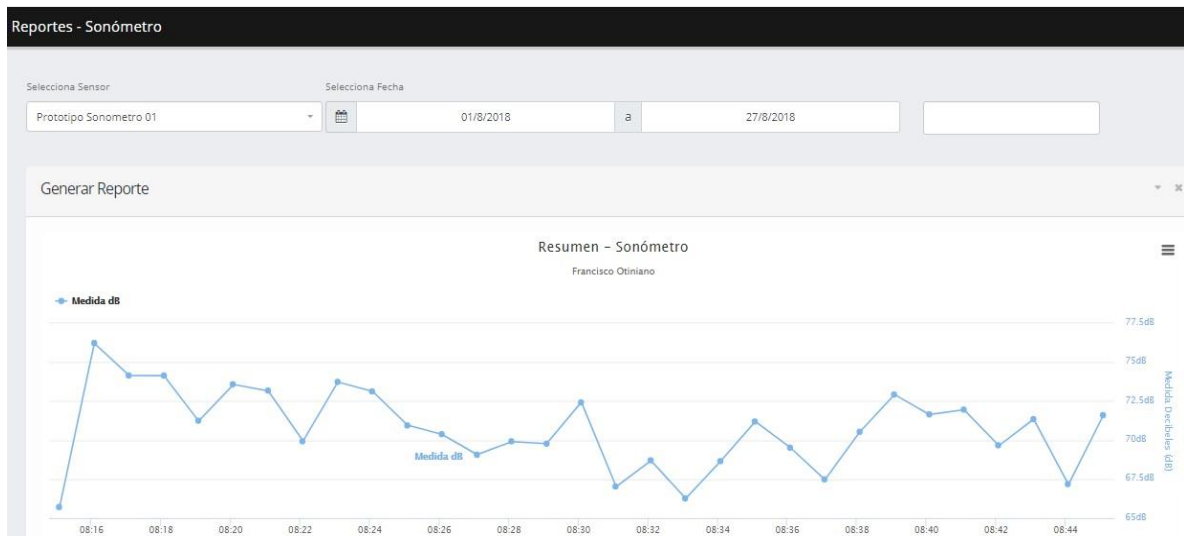 Reportes - Sonómetro
Selecciona Sensor
Selecciona Fecha
Prototipo Sonometro 01
01/8/2018
a
27/8/2018
Generar Reporte
Resumen - Sonómetro
Francisco Otiniano
Medida dB
77.5dB
75dB
72.5dB
70dB
67.5dB
65dB
Medida Decibeles (dB)
Medida dB
08:16 08:18 08:20 08:22 08:24 08:26 08:28 08:30 08:32 08:34 08:36 08:38 08:40 08:42 08:44